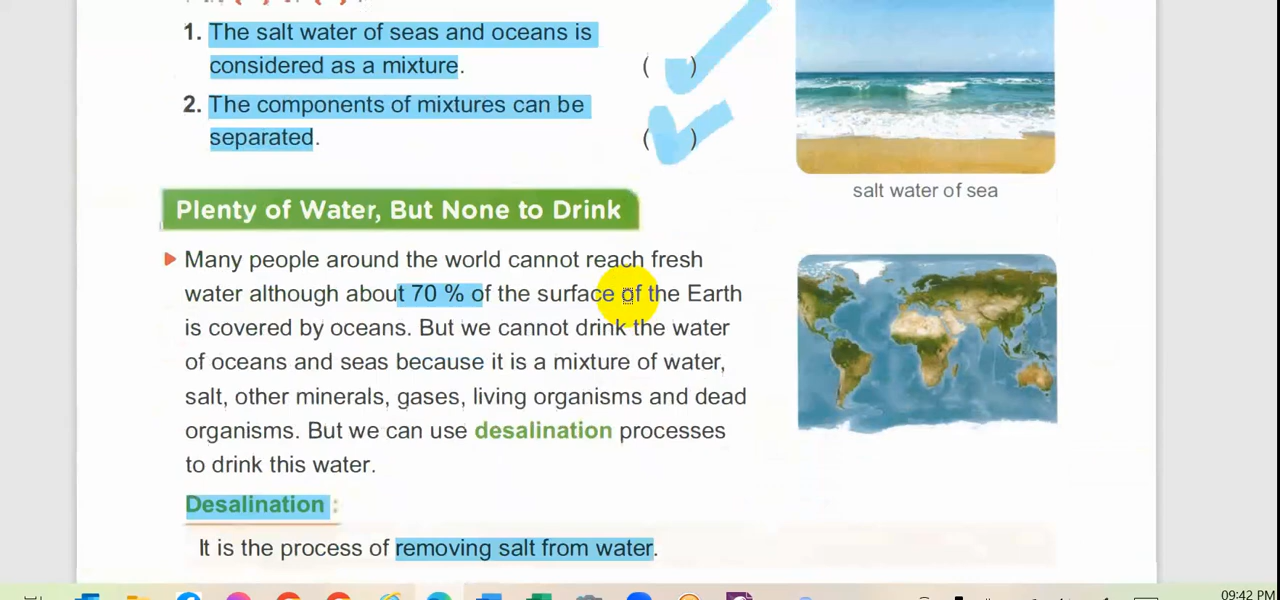 1. The salt water of seas and oceans is
considered as a mixture. ( )
2. The components of mixtures can be
separated. ( )
salt water of sea
Plenty of Water, But None to Drink
Many people around the world cannot reach fresh
water although about 70 % of the surface of the Earth
is covered by oceans. But we cannot drink the water
of oceans and seas because it is a mixture of water,
salt, other minerals, gases, living organisms and dead
organisms. But we can use desalination processes
to drink this water.
Desalination :
It is the process of removing salt from water.
09:42 PM